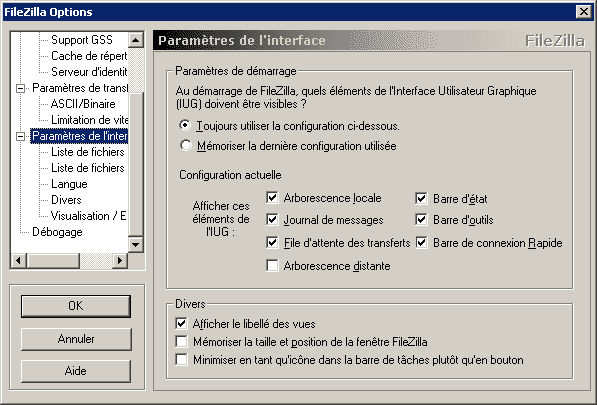 FileZilla Options
Support GSS
Cache de répert
Serveur d'identit
Paramètres de transf
ASCII/Binaire
Limitation de vite
Paramètres de l'inter
Liste de fichiers
Liste de fichiers
Langue
Divers
Visualisation / E
Débogage
OK
Annuler
Aide
Paramètres de l'interface
FileZilla
Paramètres de démarrage
Au démarrage de FileZilla, quels éléments de l'Interface Utilisateur Graphique
(IUG) doivent être visibles ?
Toujours utiliser la configuration ci-dessous.
Mémoriser la dernière configuration utilisée
Configuration actuelle
Afficher ces
éléments de
l'IUG :
Arborescence locale
Barre d'état
Journal de messages
Barre d'outils
File d'attente des transferts
Barre de connexion Rapide
Arborescence distante
Divers
Afficher le libellé des vues
Mémoriser la taille et position de la fenêtre FileZilla
Minimiser en tant qu'icône dans la barre de tâches plutôt qu'en bouton